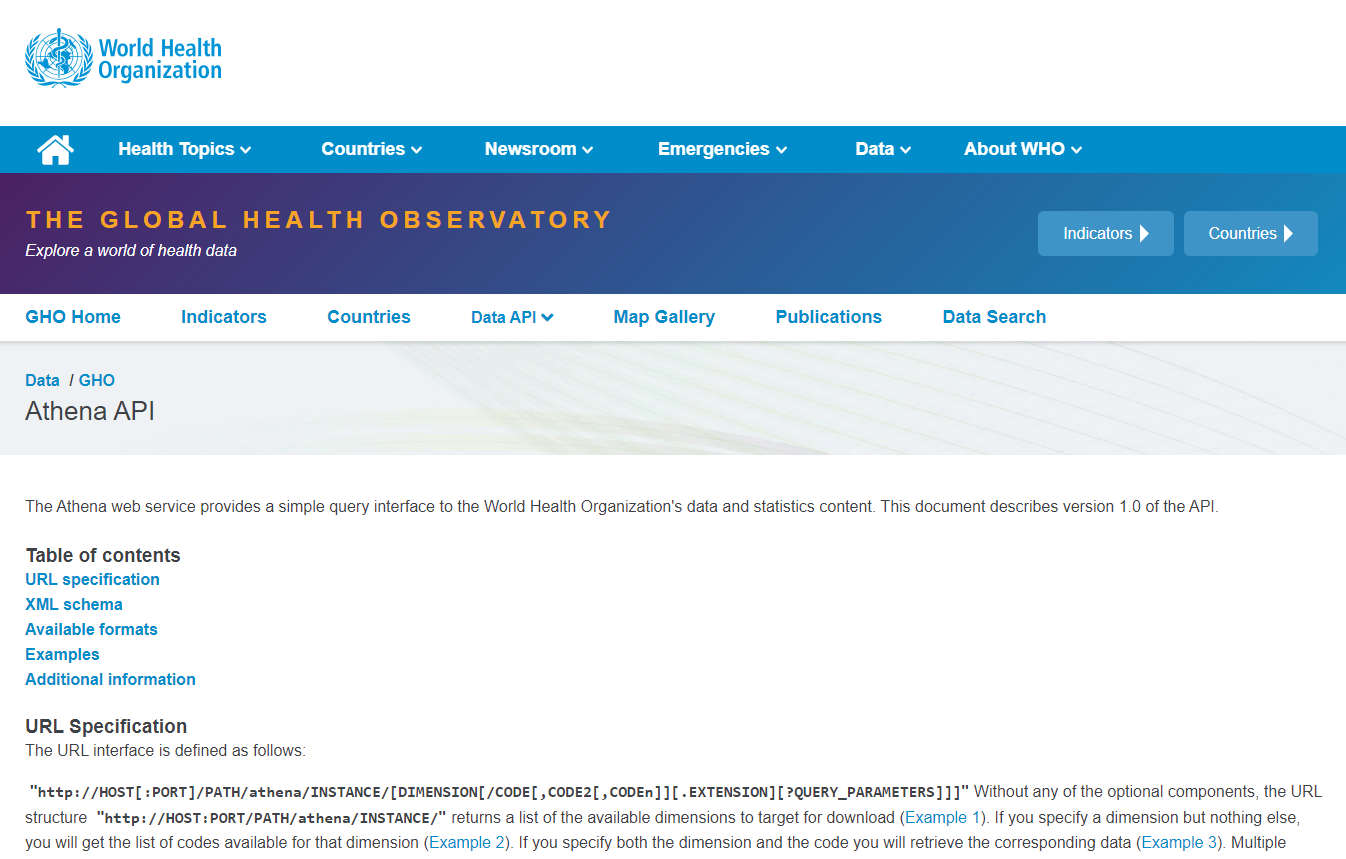 World Health
Organization
Health Topics
Countries
Newsroom
Emergencies
Data
About WHO
THE GLOBAL HEALTH OBSERVATORY
Explore a world of health data
Indicators
Countries
GHO Home
Indicators
Countries
Data API
Map Gallery
Publications
Data Search
Data / GHO
Athena API
The Athena web service provides a simple query interface to the World Health Organization's data and statistics content. This document describes version 1.0 of the API.
Table of contents
URL specification
XML schema
Available formats
Examples
Additional information
URL Specification
The URL interface is defined as follows:
"http://HOST[:PORT]/PATH/athena/INSTANCE/[DIMENSION[/CODE[,CODE2[,CODEn]][.EXTENSION][?QUERY_PARAMETERS]]]" Without any of the optional components, the URL
structure "http://HOST:PORT/PATH/athena/INSTANCE/" returns a list of the available dimensions to target for download (Example 1). If you specify a dimension but nothing else,
you will get the list of codes available for that dimension (Example 2). If you specify both the dimension and the code you will retrieve the corresponding data (Example 3). Multiple